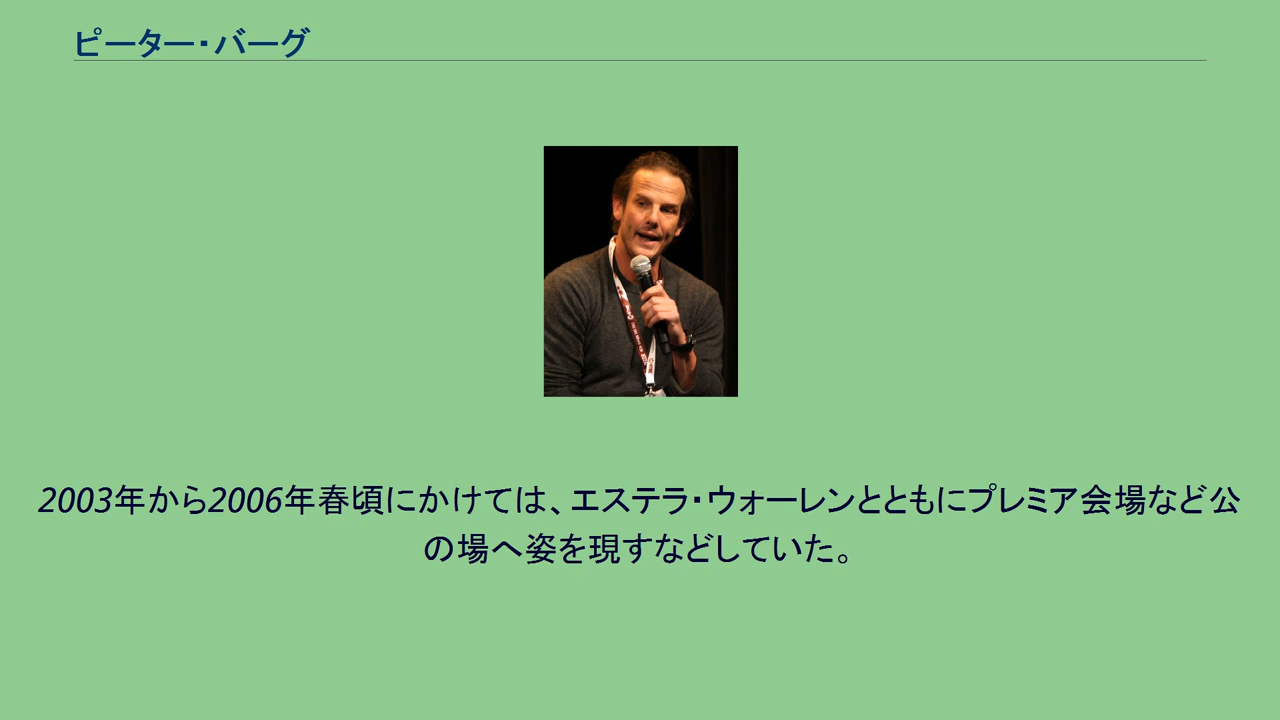 ピーター・バーグ
2003年から2006年春頃にかけては、エステラ・ウォーレンとともにプレミア会場など公
の場へ姿を現すなどしていた。